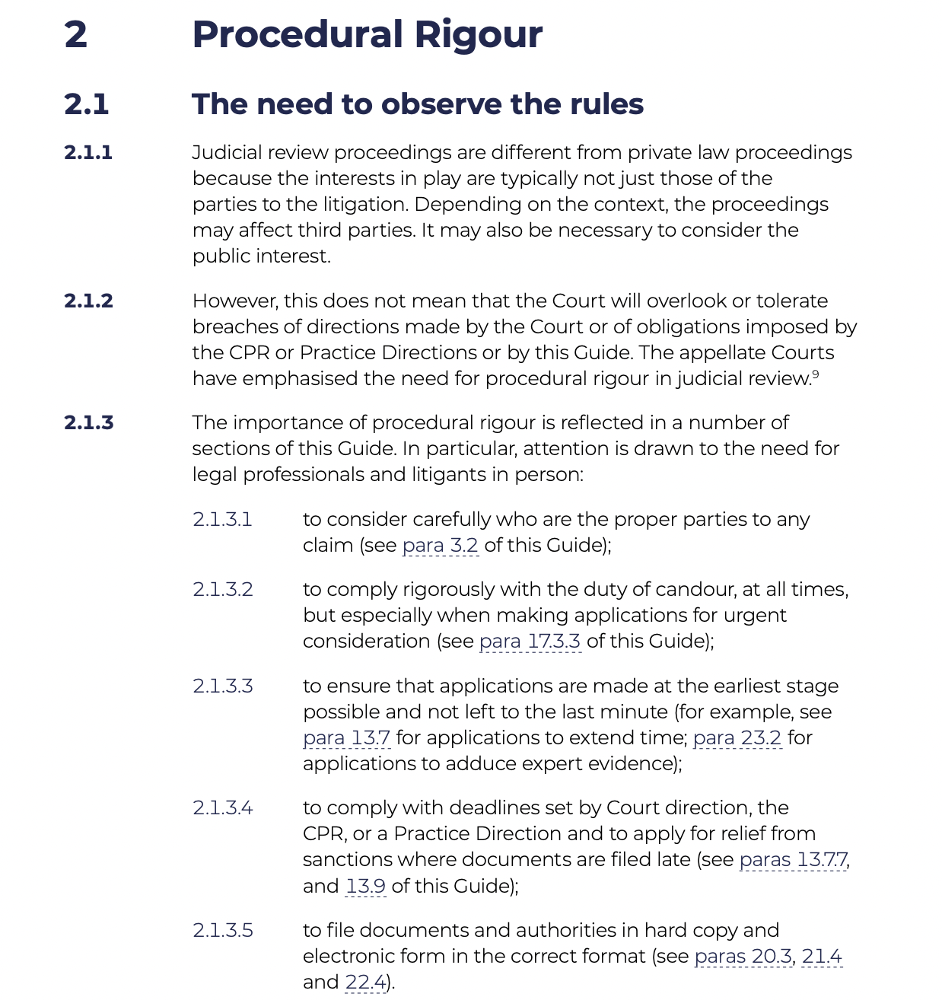 2 Procedural Rigour
2.1 The need to observe the rules
2.1.1 Judicial review proceedings are different from private law proceedings
because the interests in play are typically not just those of the
parties to the litigation. Depending on the context, the proceedings
may affect third parties. It may also be necessary to consider the
public interest.
2.1.2 However, this does not mean that the Court will overlook or tolerate
breaches of directions made by the Court or of obligations imposed by
the CPR or Practice Directions or by this Guide. The appellate Courts
have emphasised the need for procedural rigour in judicial review.⁹
2.1.3 The importance of procedural rigour is reflected in a number of
sections of this Guide. In particular, attention is drawn to the need for
legal professionals and litigants in person:
2.1.3.1 to consider carefully who are the proper parties to any
claim (see para 3.2 of this Guide);
2.1.3.2 to comply rigorously with the duty of candour, at all times,
but especially when making applications for urgent
consideration (see para 17.3.3 of this Guide);
2.1.3.3 to ensure that applications are made at the earliest stage
possible and not left to the last minute (for example, see
para 13.7 for applications to extend time; para 23.2 for
applications to adduce expert evidence);
2.1.3.4 to comply with deadlines set by Court direction, the
CPR, or a Practice Direction and to apply for relief from
sanctions where documents are filed late (see paras 13.7.7,
and 13.9 of this Guide);
2.1.3.5 to file documents and authorities in hard copy and
electronic form in the correct format (see paras 20.3, 21.4
and 22.4).